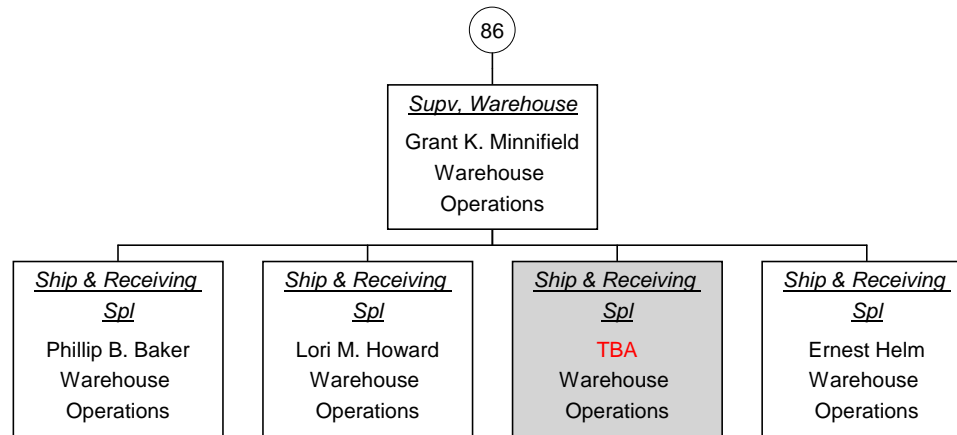 86
Supv, Warehouse
Grant K. Minnifield
Warehouse
Operations
Ship & Receiving
Spl
Phillip B. Baker
Warehouse
Operations
Ship & Receiving
Spl
Lori M. Howard
Warehouse
Operations
Ship & Receiving
Spl
TBA
Warehouse
Operations
Ship & Receiving
Spl
Ernest Helm
Warehouse
Operations